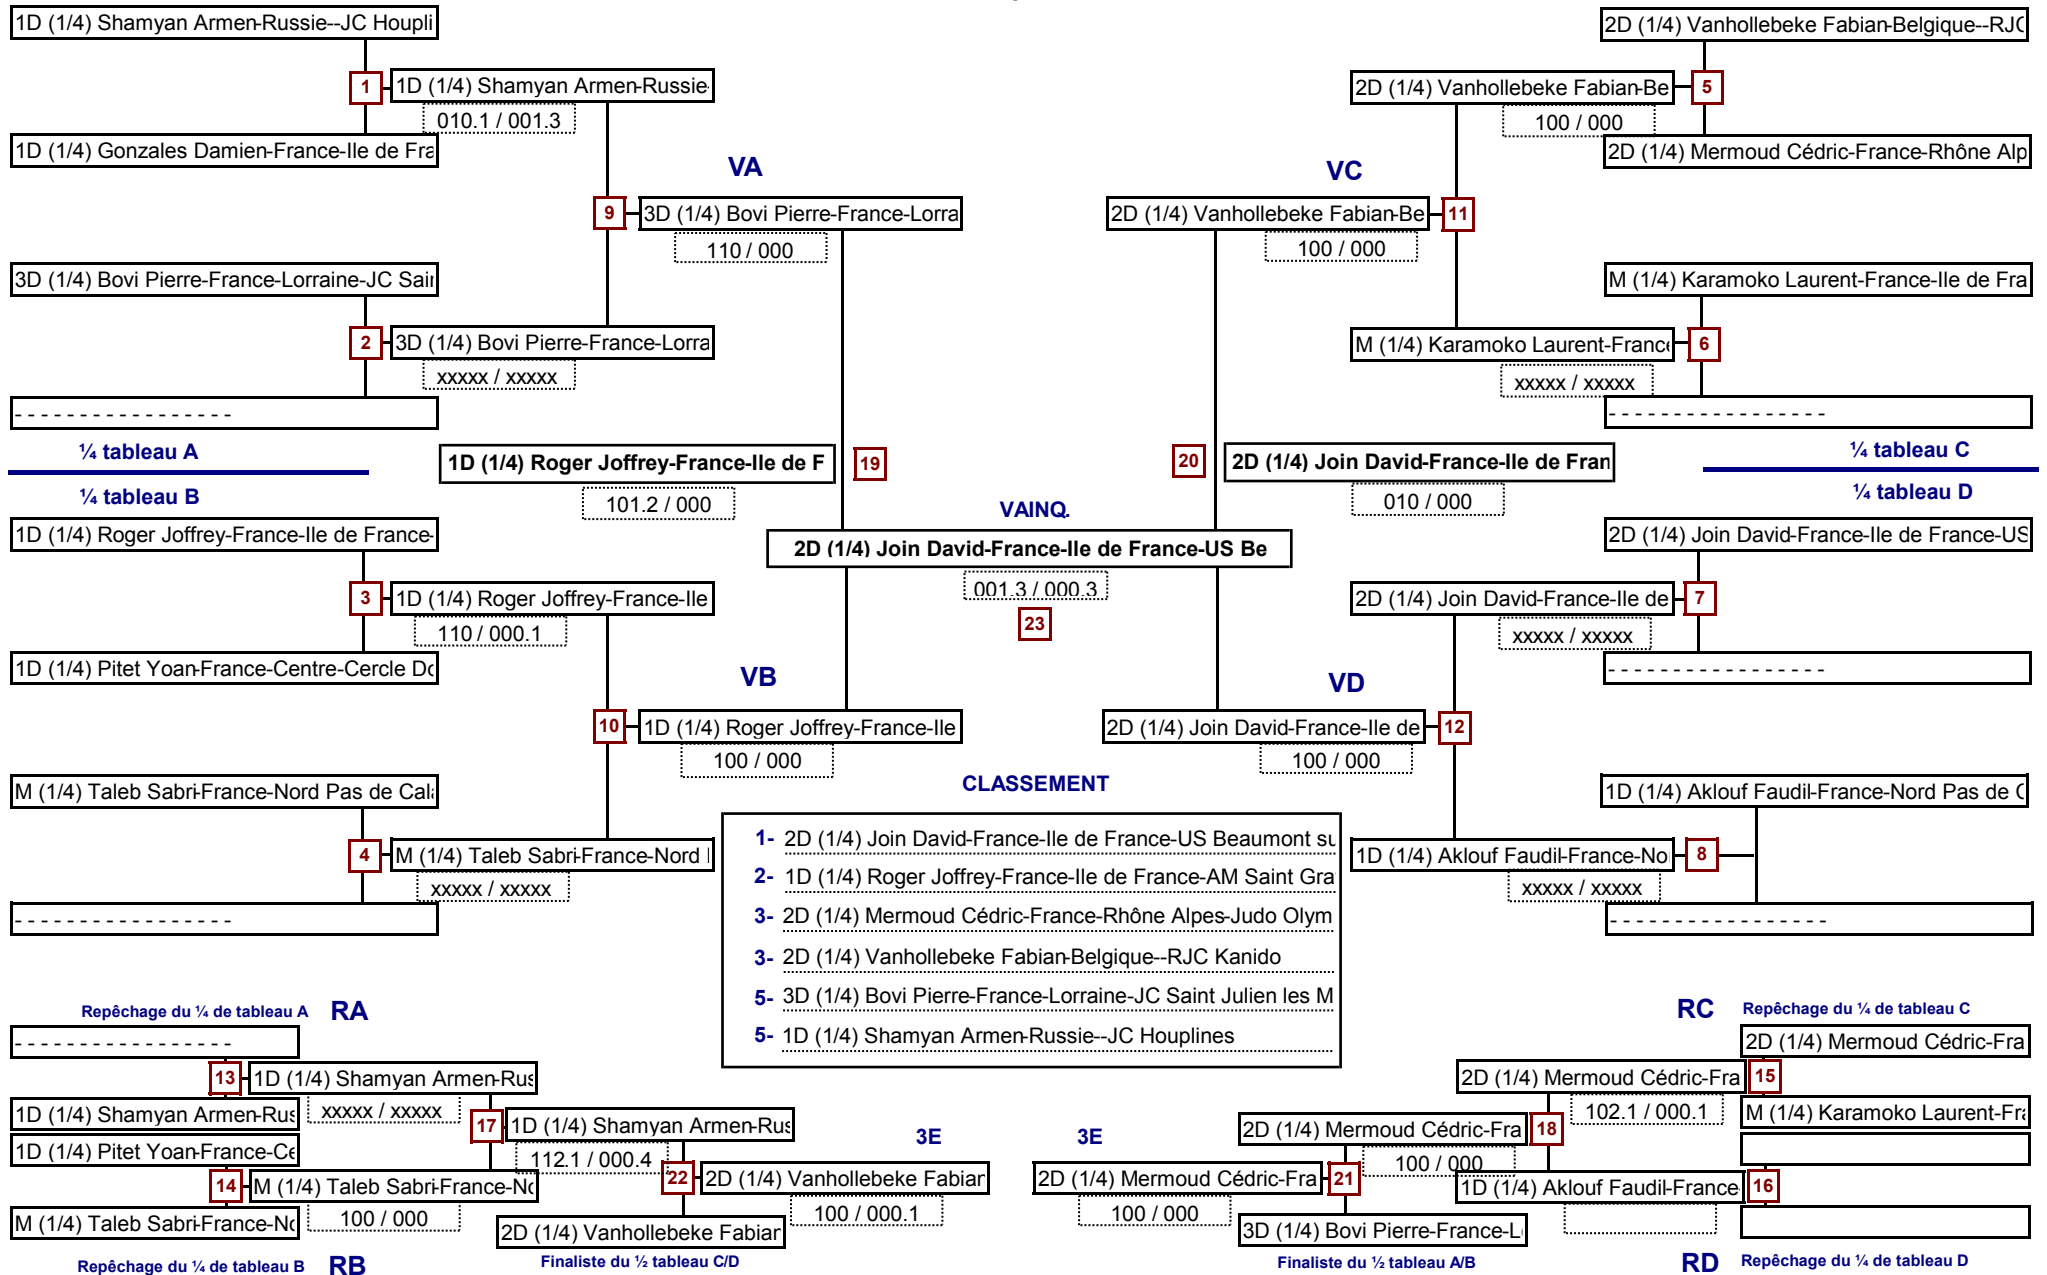 1D (1/4) Shamyan Armen-Russie--JC Houpli
2D (1/4) Vanhollebeke Fabian-Belgique--RJC
1
1D (1/4) Shamyan Armen-Russie-
2D (1/4) Vanhollebeke Fabian-Be
5
010.1 / 001.3
100 / 000
1D (1/4) Gonzales Damien-France-Ile de Fra
2D (1/4) Mermoud Cédric-France-Rhône Alp
VA
VC
9
3D (1/4) Bovi Pierre-France-Lorra
2D (1/4) Vanhollebeke Fabian-Be
11
110 / 000
100 / 000
3D (1/4) Bovi Pierre-France-Lorraine-JC Sain
M (1/4) Karamoko Laurent-France-Ile de Fra
2
3D (1/4) Bovi Pierre-France-Lorra
M (1/4) Karamoko Laurent-France
6
xxxxx / xxxxx
xxxxx / xxxxx
- - - - - - - - - - - - - - - - -
- - - - - - - - - - - - - - - - -
¼ tableau A
1D (1/4) Roger Joffrey-France-Ile de F
19
20
2D (1/4) Join David-France-Ile de Fran
¼ tableau C
¼ tableau B
101.2 / 000
010 / 000
¼ tableau D
VAINQ.
1D (1/4) Roger Joffrey-France-Ile de France-
2D (1/4) Join David-France-Ile de France-US Be
2D (1/4) Join David-France-Ile de France-US
3
1D (1/4) Roger Joffrey-France-Ile
001.3 / 000.3
2D (1/4) Join David-France-Ile de
7
110 / 000.1
23
xxxxx / xxxxx
1D (1/4) Pitet Yoan-France-Centre-Cercle Do
- - - - - - - - - - - - - - - - -
VB
VD
10
1D (1/4) Roger Joffrey-France-Ile
2D (1/4) Join David-France-Ile de
12
100 / 000
100 / 000
M (1/4) Taleb Sabri-France-Nord Pas de Cala
CLASSEMENT
1D (1/4) Aklouf Faudil-France-Nord Pas de C
1- 2D (1/4) Join David-France-Ile de France-US Beaumont su
4
M (1/4) Taleb Sabri-France-Nord
1D (1/4) Aklouf Faudil-France-No
8
2- 1D (1/4) Roger Joffrey-France-Ile de France-AM Saint Gra
xxxxx / xxxxx
xxxxx / xxxxx
- - - - - - - - - - - - - - - - -
3- 2D (1/4) Mermoud Cédric-France-Rhône Alpes-Judo Olym
- - - - - - - - - - - - - - - - -
3- 2D (1/4) Vanhollebeke Fabian-Belgique--RJC Kanido
5- 3D (1/4) Bovi Pierre-France-Lorraine-JC Saint Julien les M
5- 1D (1/4) Shamyan Armen-Russie--JC Houplines
Repêchage du ¼ de tableau A
RA
RC
Repêchage du ¼ de tableau C
- - - - - - - - - - - - - - - - -
2D (1/4) Mermoud Cédric-Fra
13
1D (1/4) Shamyan Armen-Rus
2D (1/4) Mermoud Cédric-Fra
15
1D (1/4) Shamyan Armen-Rus
xxxxx / xxxxx
102.1 / 000.1
M (1/4) Karamoko Laurent-Fra
17
1D (1/4) Shamyan Armen-Rus
3E
3E
2D (1/4) Mermoud Cédric-Fra
18
1D (1/4) Pitet Yoan-France-Ce
112.1 / 000.4
100 / 000
14
M (1/4) Taleb Sabri-France-No
22
2D (1/4) Vanhollebeke Fabian
2D (1/4) Mermoud Cédric-Fra
21
1D (1/4) Aklouf Faudil-France
16
M (1/4) Taleb Sabri-France-No
100 / 000
100 / 000.1
100 / 000
2D (1/4) Vanhollebeke Fabian
3D (1/4) Bovi Pierre-France-L
Repêchage du ¼ de tableau B
RB
Finaliste du ½ tableau C/D
Finaliste du ½ tableau A/B
RD
Repêchage du ¼ de tableau D